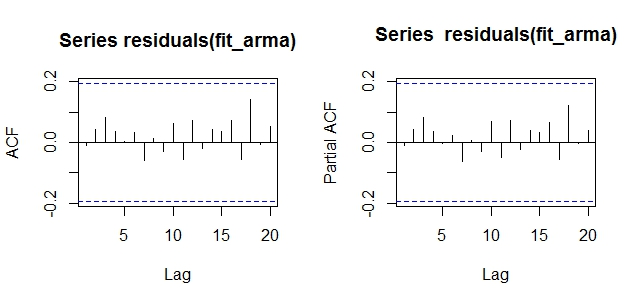 Series residuals(fit_arma)
ACF
0.2
0.0
-0.2
5
10
15
20
Lag
Series  residuals(fit_arma)
Partial ACF
0.2
0.0
-0.2
5
10
15
20
Lag